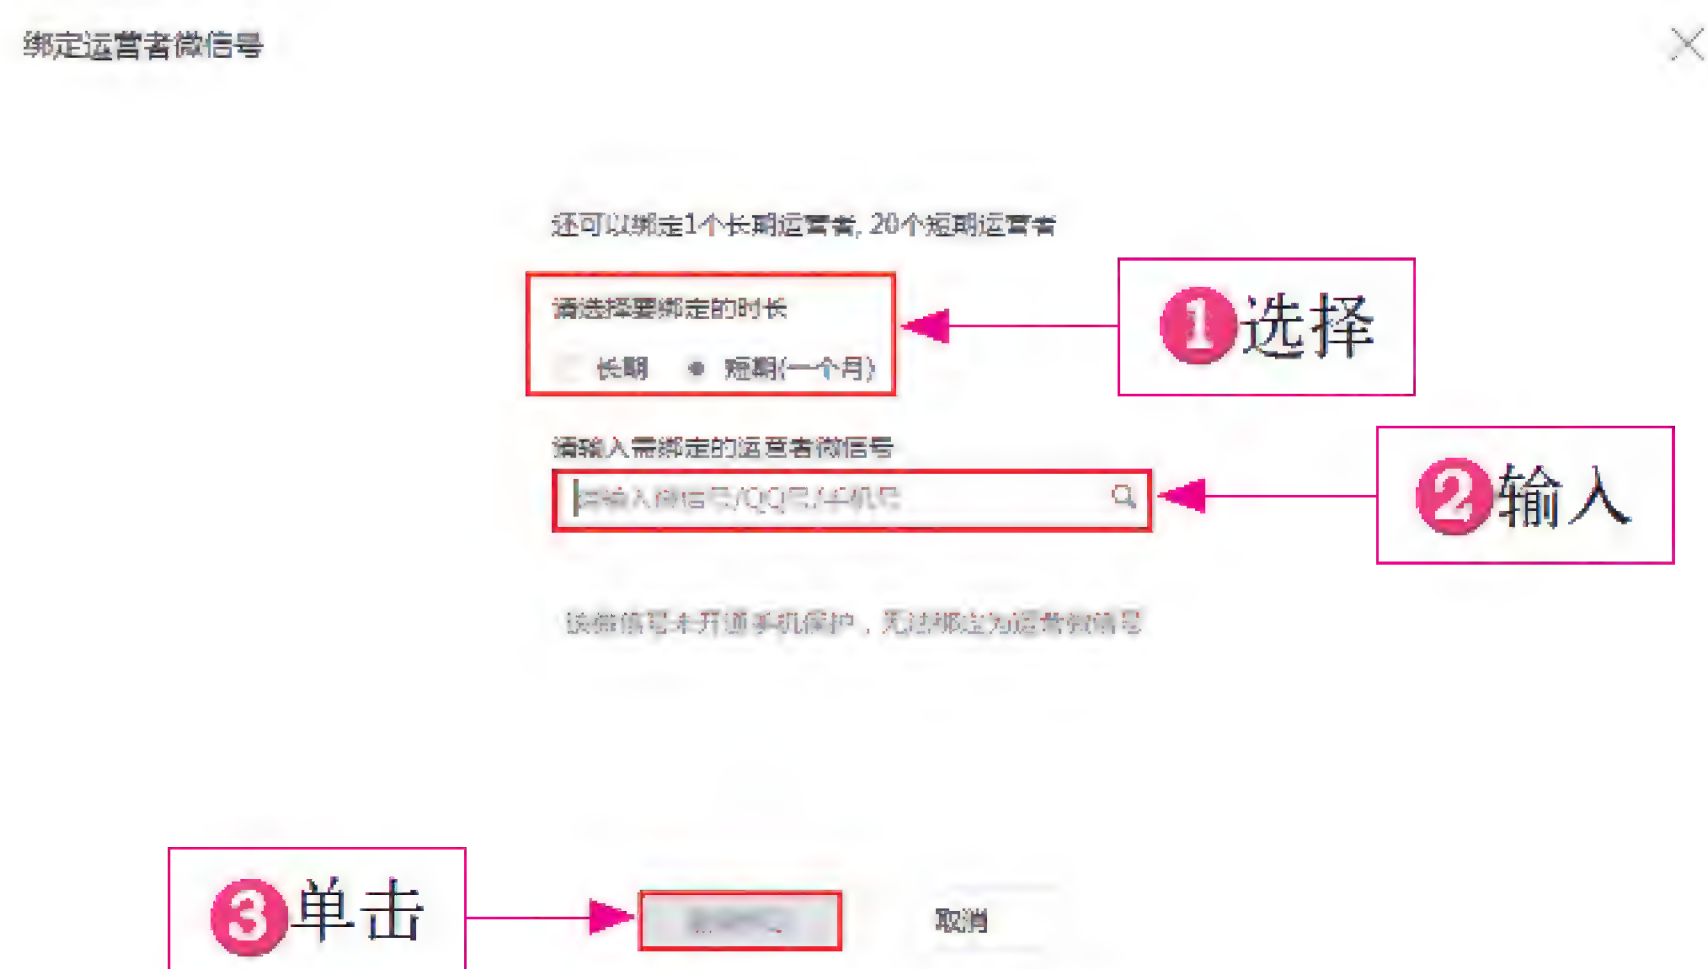 绑定运营者微信号
还可以绑定1个长期运营者, 20个短期运营者
请选择要绑定的时长
长期 短期(一个月)
1选择
请输入需绑定的运营者微信号
请输入微信号/QQ号/手机号
2输入
该微信号未开通手机保护，无法绑定为运营微信号
3单击
取消